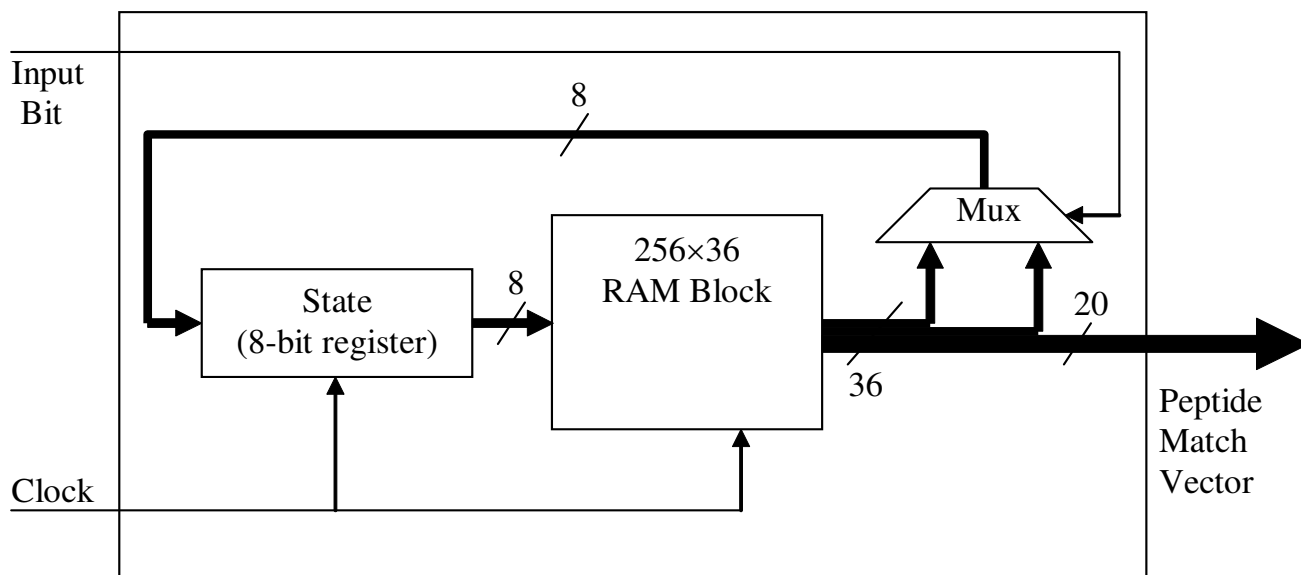 Input
Bit
8
Mux
256×36
RAM Block
State
(8-bit register)
8
20
36
Peptide
Match
Vector
Clock